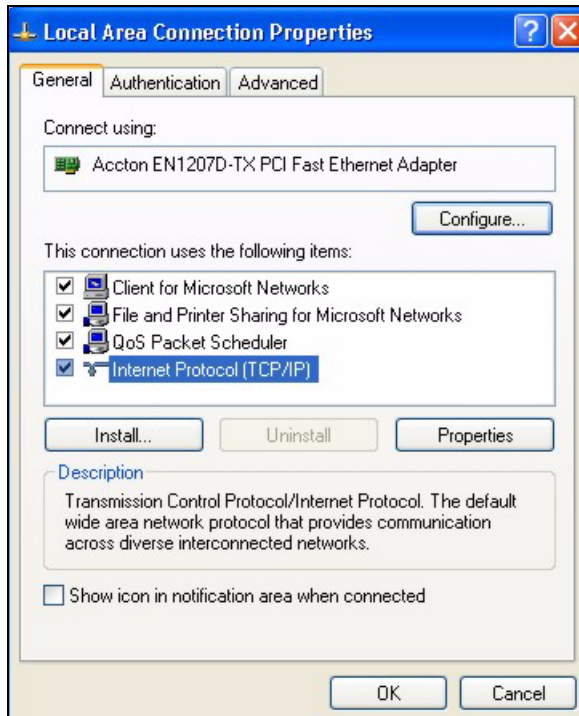 Local Area Connection Properties
?
General Authentication Advanced
Connect using:
Accton EN1207D-TX PCI Fast Ethernet Adapter
Configure...
This connection uses the following items:
Client for Microsoft Networks
File and Printer Sharing for Microsoft Networks
QoS Packet Scheduler
Internet Protocol (TCP/IP)
Install... Uninstall Properties
Description
Transmission Control Protocol/Internet Protocol. The default
wide area network protocol that provides communication
across diverse interconnected networks.
Show icon in notification area when connected
OK Cancel